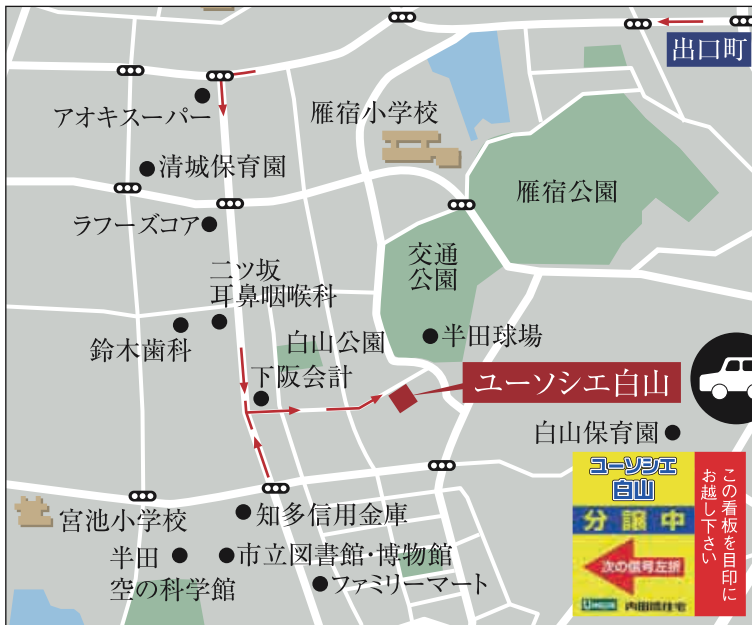 出口町
アオキスーパー
雁宿小学校
清城保育園
雁宿公園
ラフーズコア
交通
公園
二ツ坂
耳鼻咽喉科
鈴木歯科
白山公園
半田球場
下阪会計
ユーソシエ白山
白山保育園
宮池小学校
知多信用金庫
半田
空の科学館
市立図書館・博物館
ファミリーマート
ユーソシエ
白山
分譲中
次の信号左折
内田橋住宅
この看板を目印に
お越し下さい